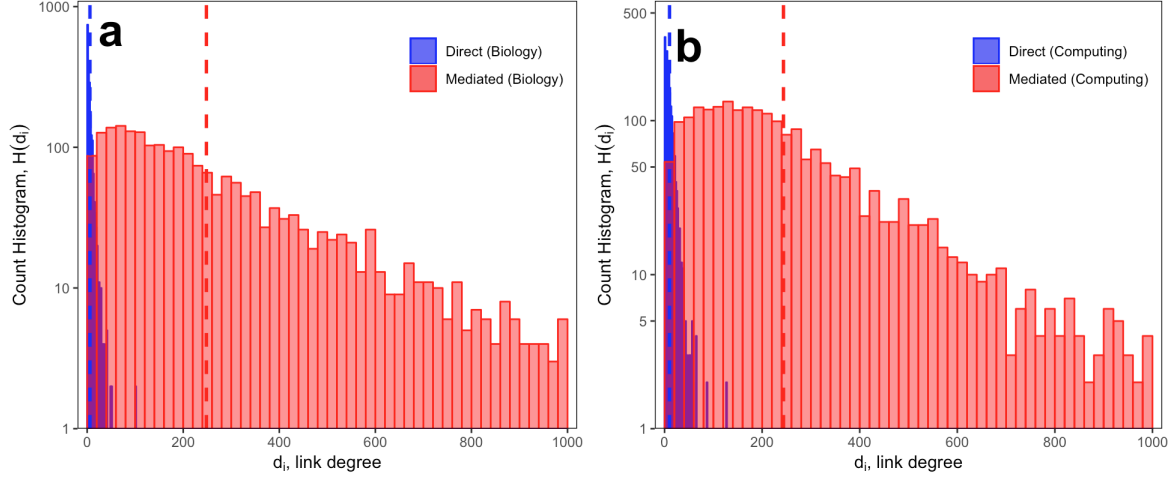 a
Count Histogram, H(dᵢ)
1000
100
10
1
Direct (Biology)
Mediated (Biology)
0
200
400
600
800
1000
dᵢ, link degree
b
Count Histogram, H(dᵢ)
500
100
50
10
5
1
Direct (Computing)
Mediated (Computing)
0
200
400
600
800
1000
dᵢ, link degree